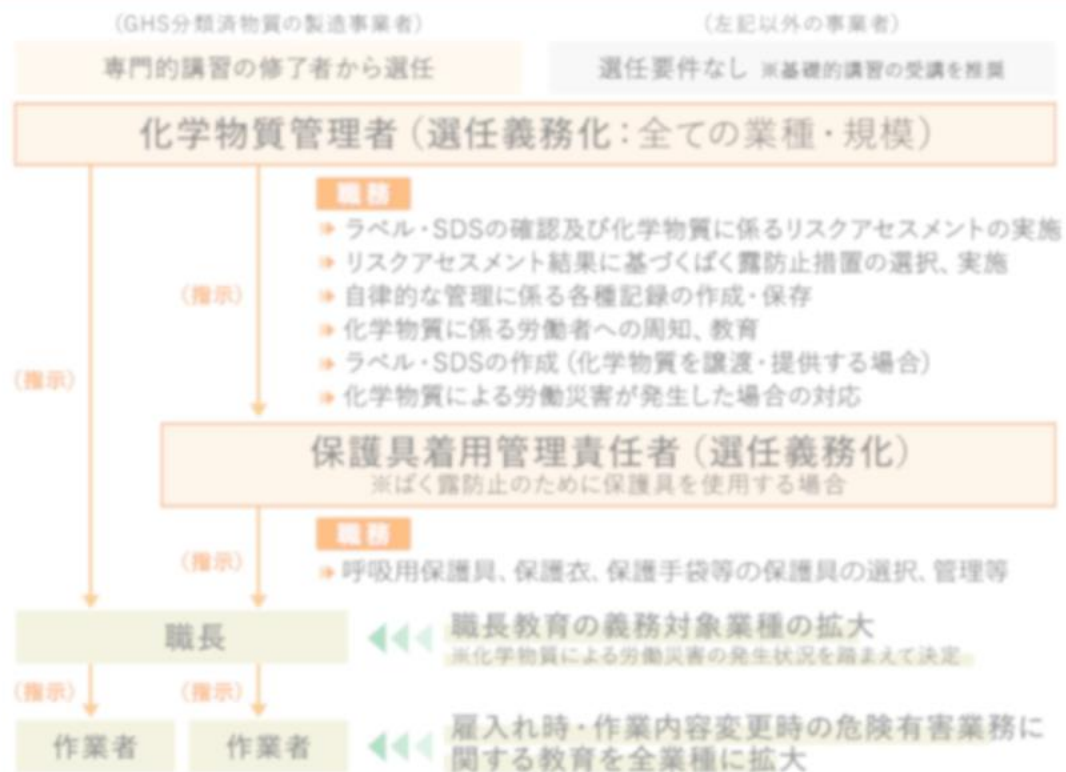 (GHS分類済物質の製造事業者)
(左記以外の事業者)
専門的講習の修了者から選任
選任要件なし ※基礎的講習の受講を推奨
化学物質管理者(選任義務化:全ての業種・規模)
職務
ラベル・SDSの確認及び化学物質に係るリスクアセスメントの実施
リスクアセスメント結果に基づくばく露防止措置の選択、実施
(指示)
自律的な管理に係る各種記録の作成・保存
化学物質に係る労働者への周知、教育
ラベル・SDSの作成(化学物質を譲渡・提供する場合)
(指示)
化学物質による労働災害が発生した場合の対応
保護具着用管理責任者(選任義務化)
※ばく露防止のために保護具を使用する場合
職務
(指示)
呼吸用保護具、保護衣、保護手袋等の保護具の選択、管理等
職長
職長教育の義務対象業種の拡大
※化学物質による労働災害の発生状況を踏まえて決定
(指示)
(指示)
作業者
作業者
雇入れ時・作業内容変更時の危険有害業務に
関する教育を全業種に拡大